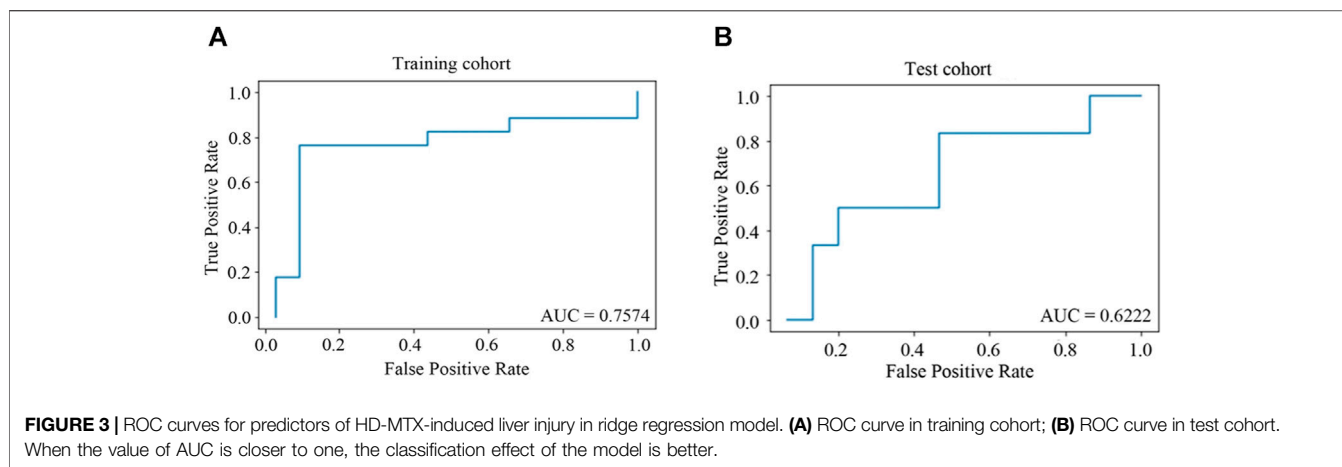 A
Training cohort
1.0
0.8
0.6
0.4
0.2
0.0
True Positive Rate
AUC = 0.7574
0.0 0.2 0.4 0.6 0.8 1.0
False Positive Rate
B
Test cohort
1.0
0.8
0.6
0.4
0.2
0.0
True Positive Rate
AUC = 0.6222
0.2 0.4 0.6 0.8 1.0
False Positive Rate
FIGURE 3 | ROC curves for predictors of HD-MTX-induced liver injury in ridge regression model. (A) ROC curve in training cohort; (B) ROC curve in test cohort.
When the value of AUC is closer to one, the classification effect of the model is better.